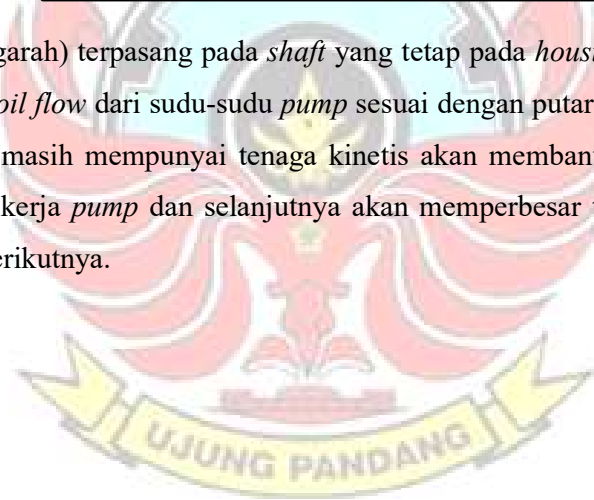 garah) terpasang pada shaft yang tetap pada hous
oil flow dari sudu-sudu pump sesuai dengan putar
masih mempunyai tenaga kinetis akan membant
kerja pump dan selanjutnya akan memperbesar
erikutnya.
UJUNG PANDANG